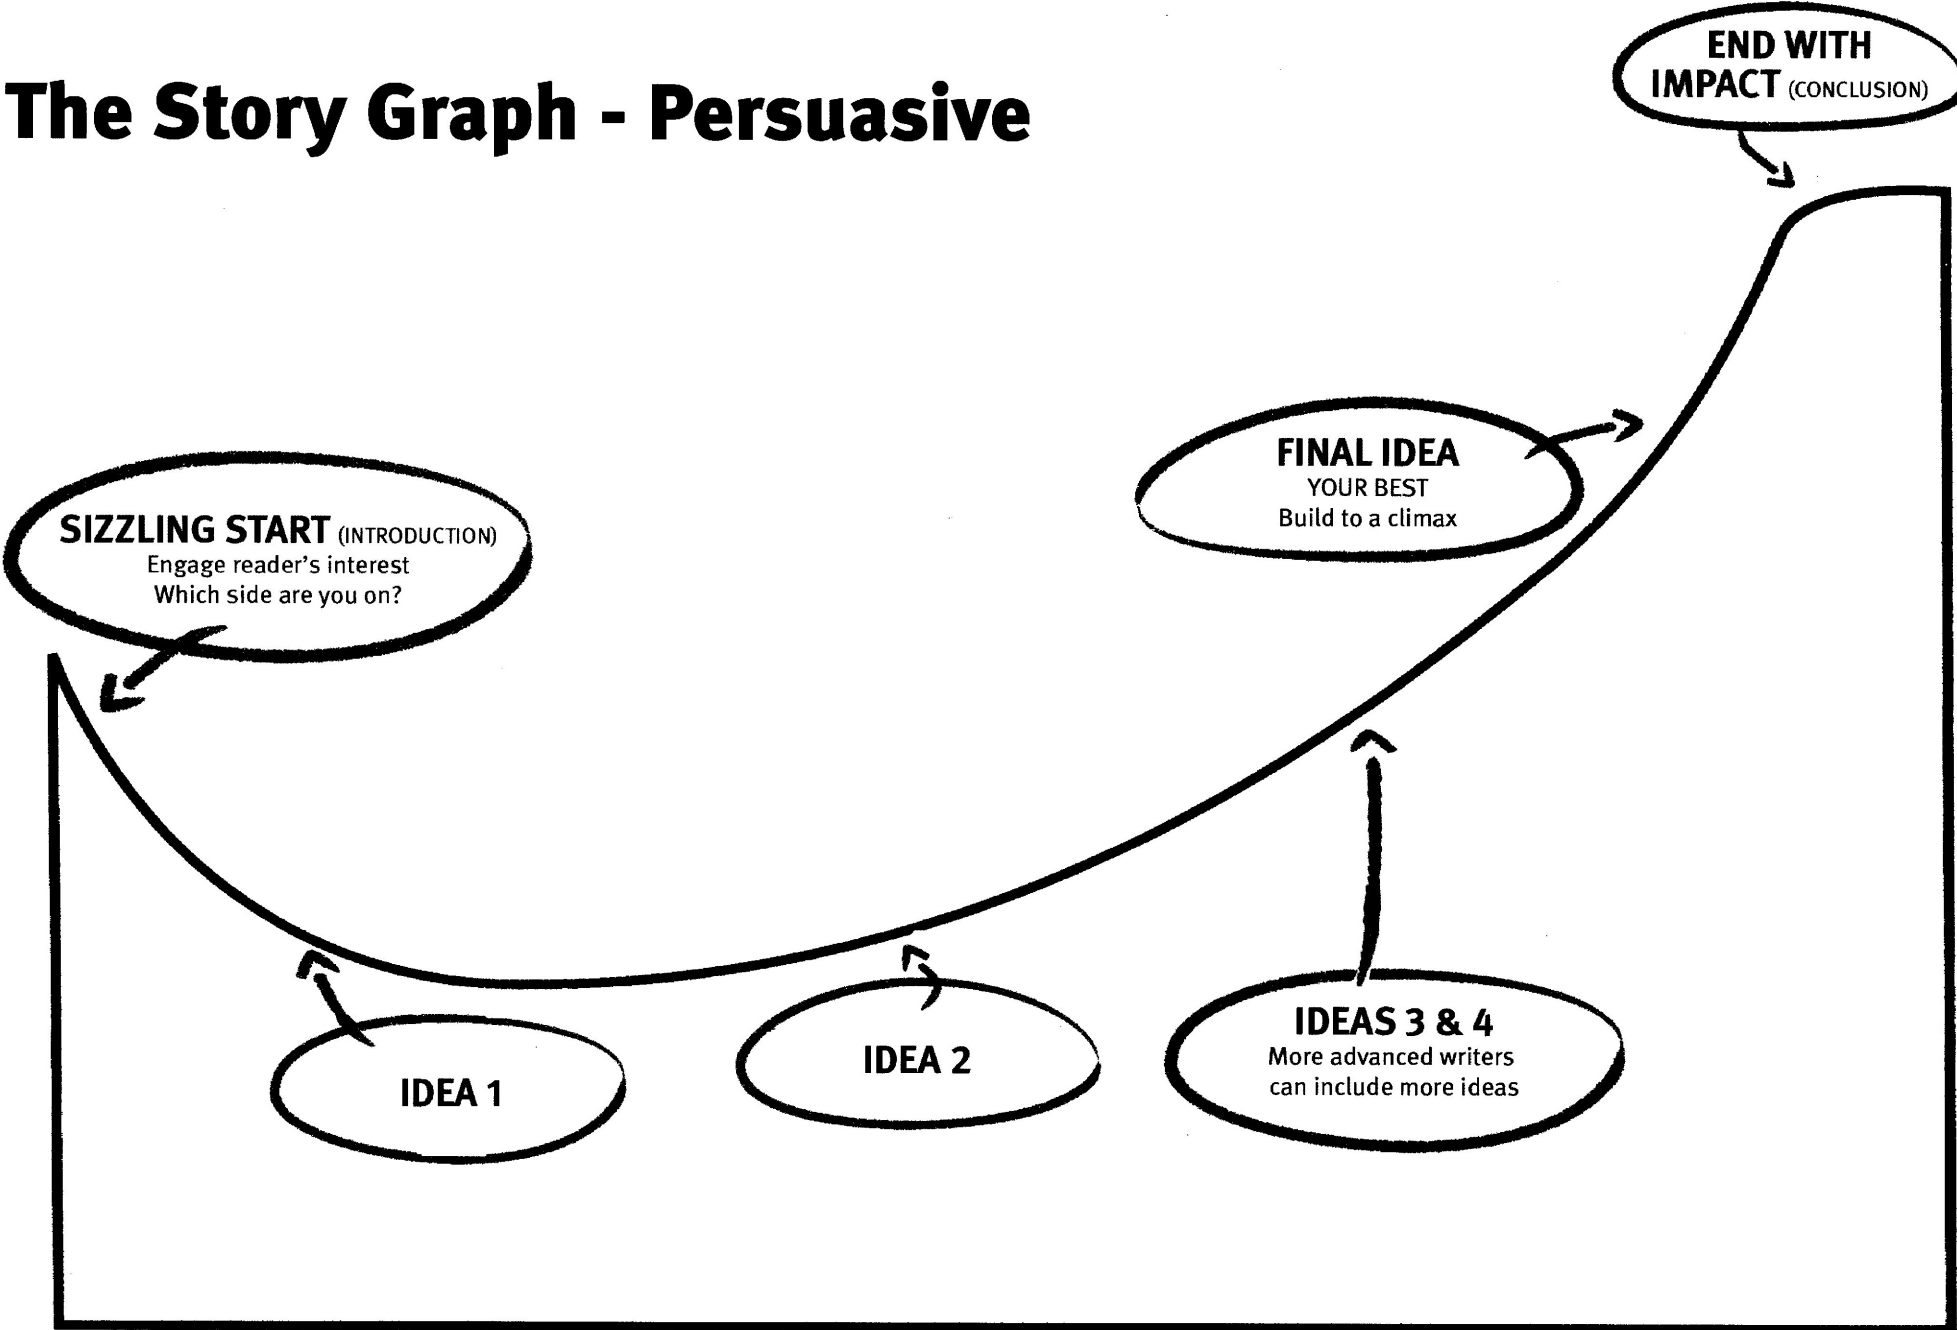 The Story Graph - Persuasive
END WITH
IMPACT (CONCLUSION)
FINAL IDEA
YOUR BEST
Build to a climax
SIZZLING START (INTRODUCTION)
Engage reader's interest
Which side are you on?
IDEA 1
IDEA 2
IDEAS 3 & 4
More advanced writers
can include more ideas